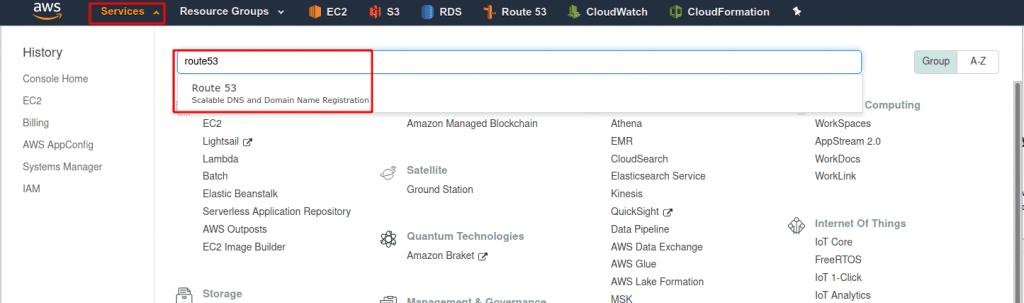 aws
Services
Resource Groups
EC2
S3
RDS
Route 53
CloudWatch
CloudFormation
History
Console Home
EC2
Billing
AWS AppConfig
Systems Manager
IAM
route53
Route 53
Scalable DNS and Domain Name Registration
Group
A-Z
EC2
Lightsail
Lambda
Batch
Elastic Beanstalk
Serverless Application Repository
AWS Outposts
EC2 Image Builder
Storage
Amazon Managed Blockchain
Satellite
Ground Station
Quantum Technologies
Amazon Braket
Management & Governance
Athena
EMR
CloudSearch
Elasticsearch Service
Kinesis
QuickSight
Data Pipeline
AWS Data Exchange
AWS Glue
AWS Lake Formation
MSK
Computing
WorkSpaces
AppStream 2.0
WorkDocs
WorkLink
Internet Of Things
IoT Core
FreeRTOS
IoT 1-Click
IoT Analytics